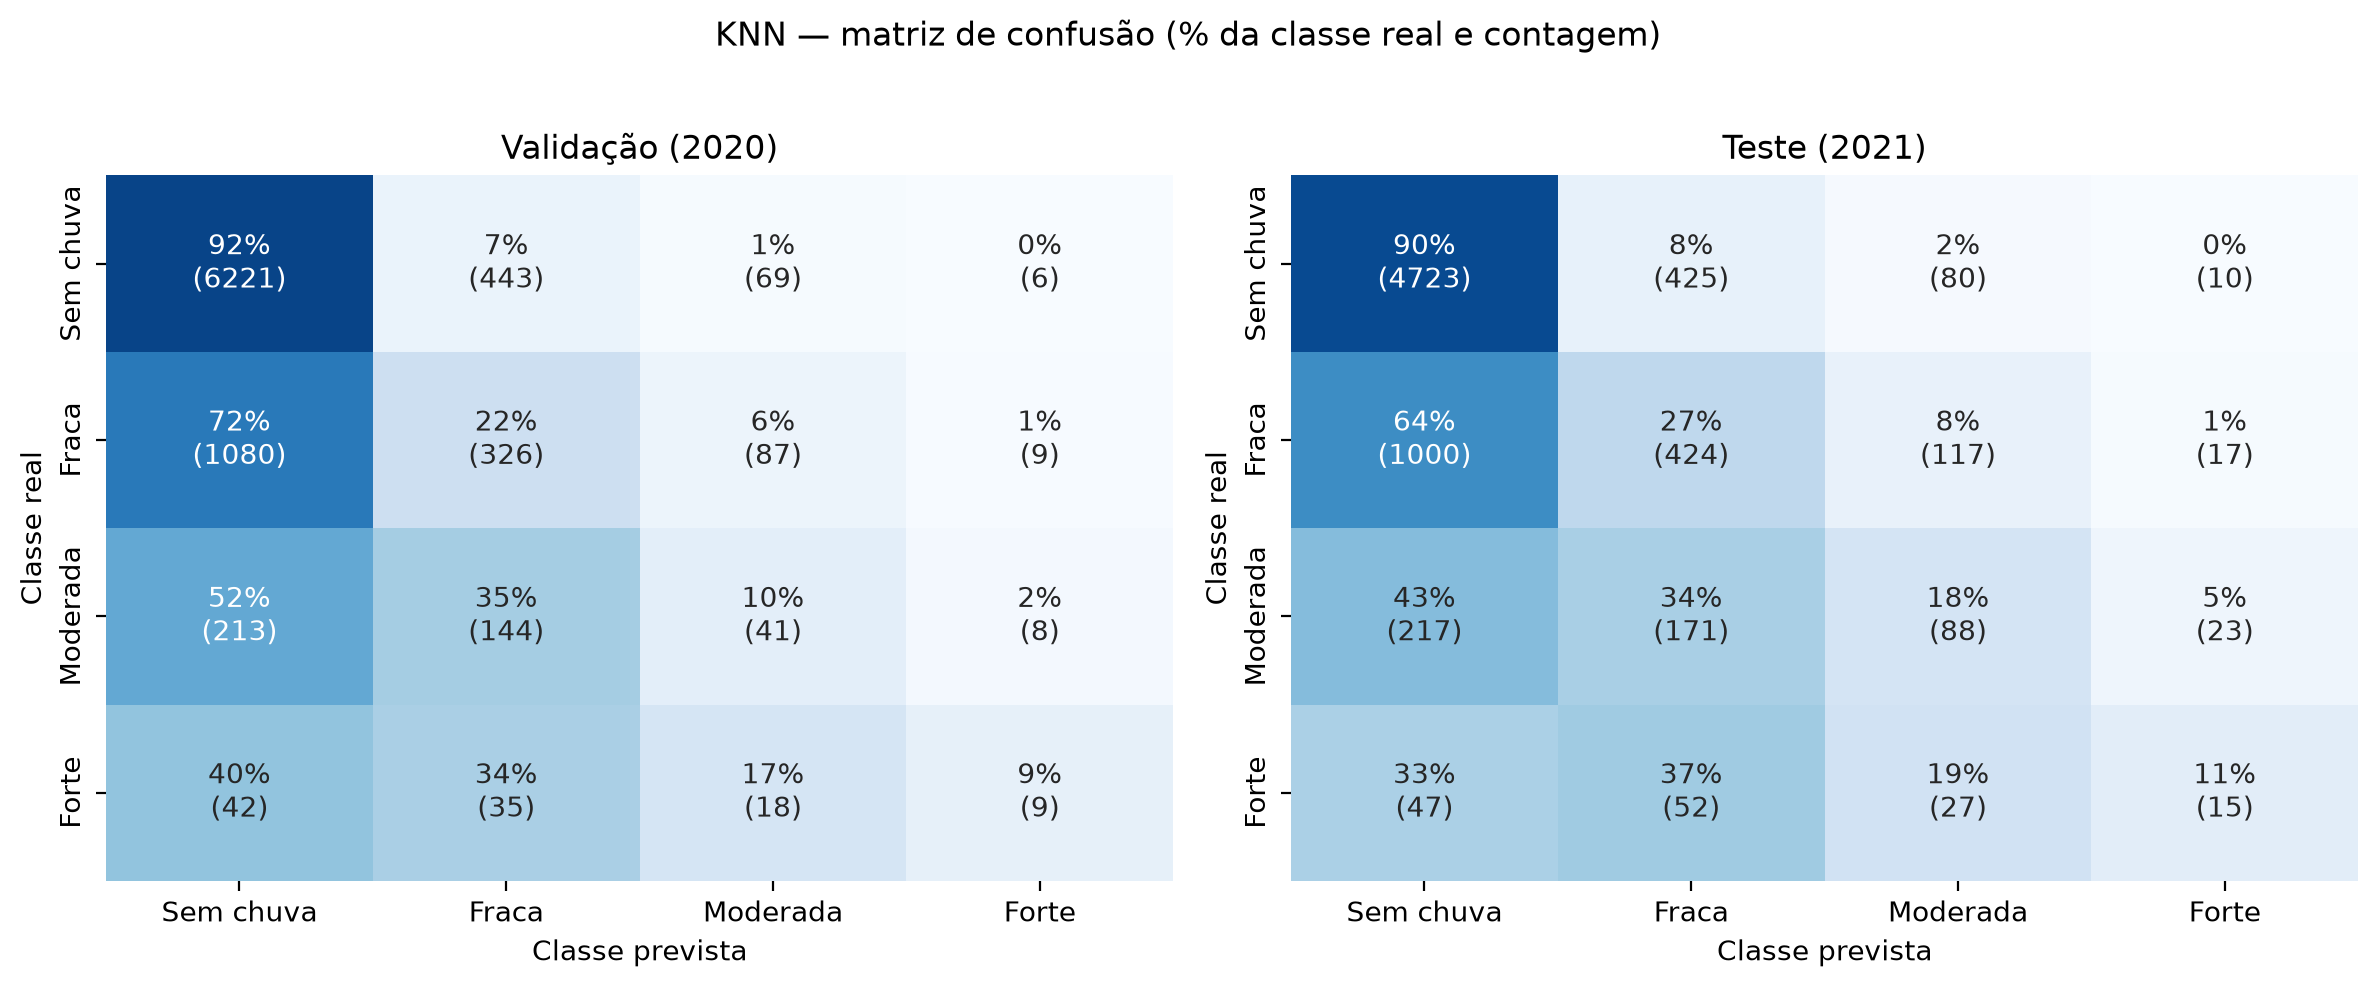 KNN — matriz de confusão (% da classe real e contagem)
Validação (2020)
Classe real
Sem chuva
92%
(6221)
7%
(443)
1%
(69)
0%
(6)
Fraca
72%
(1080)
22%
(326)
6%
(87)
1%
(9)
Moderada
52%
(213)
35%
(144)
10%
(41)
2%
(8)
Forte
40%
(42)
34%
(35)
17%
(18)
9%
(9)
Sem chuva
Fraca
Moderada
Forte
Classe prevista
Teste (2021)
Classe real
Sem chuva
90%
(4723)
8%
(425)
2%
(80)
0%
(10)
Fraca
64%
(1000)
27%
(424)
8%
(117)
1%
(17)
Moderada
43%
(217)
34%
(171)
18%
(88)
5%
(23)
Forte
33%
(47)
37%
(52)
19%
(27)
11%
(15)
Sem chuva
Fraca
Moderada
Forte
Classe prevista